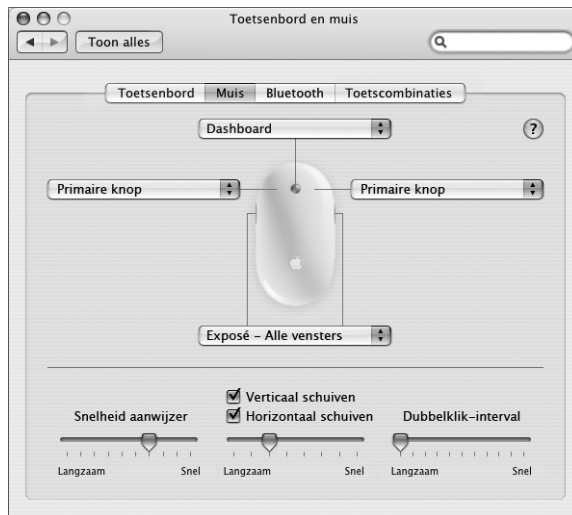 Toetsenbord en muis
Toon alles
Toetsenbord Muis Bluetooth Toetscombinaties
Dashboard
?
Primaire knop Primaire knop
Exposé – Alle vensters
Verticaal schuiven
Snelheid aanwijzer Horizontaal schuiven Dubbelklik-interval
Langzaam Snel Langzaam Snel Langzaam Snel